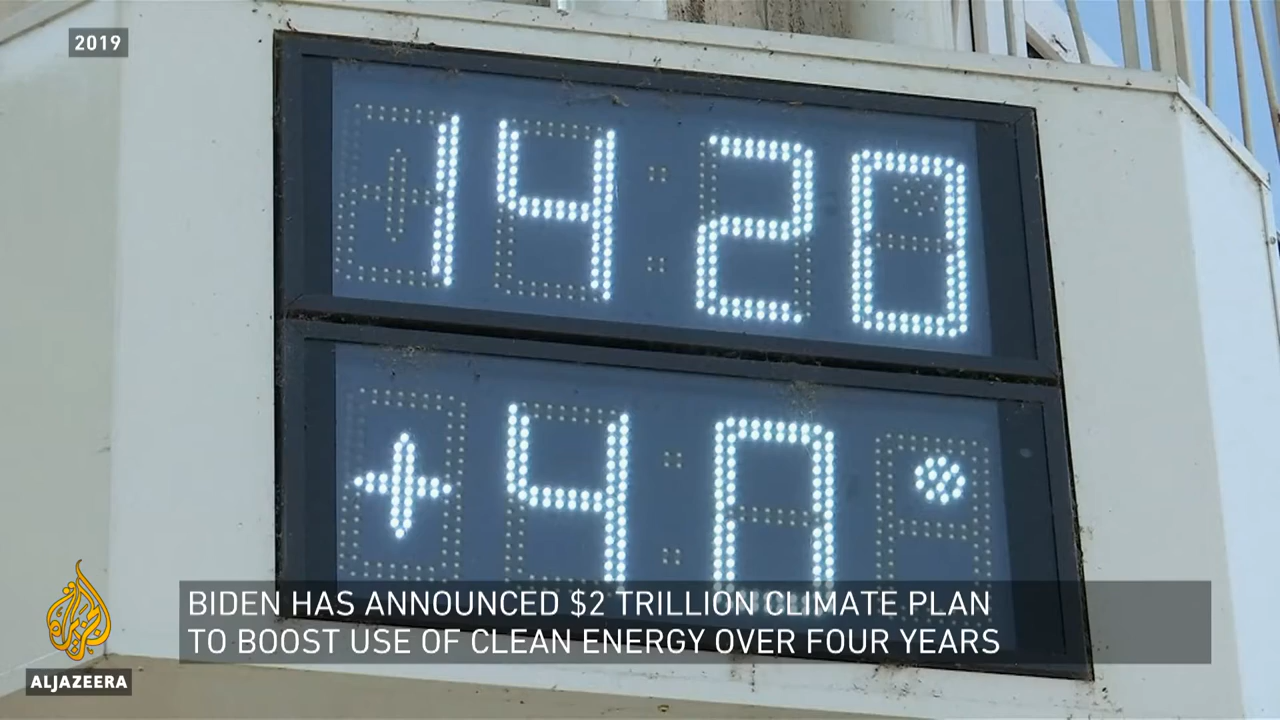 2019
14 20
+40°
BIDEN HAS ANNOUNCED $2 TRILLION CLIMATE PLAN
TO BOOST USE OF CLEAN ENERGY OVER FOUR YEARS
ALJAZEERA